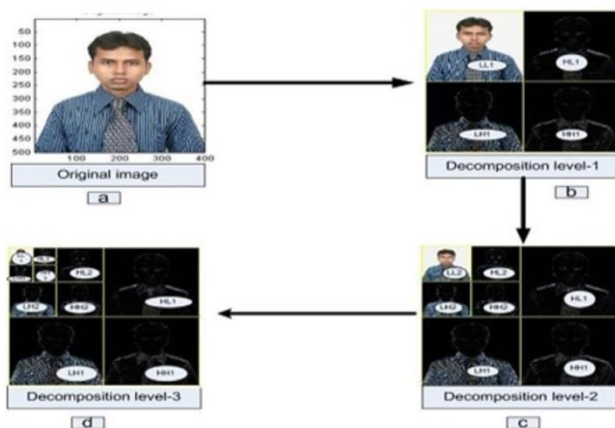 50
100
150
200
250
300
350
400
450
500
100 200 300 400
Original image
a
LL1 HL1
LH1 HH1
Decomposition level-1
b
LL2 HL2
HL1
LH2 HH2
LH1 HH1
Decomposition level-2
c
HL2
HL1
LH2 HH2
LH1 HH1
Decomposition level-3
d